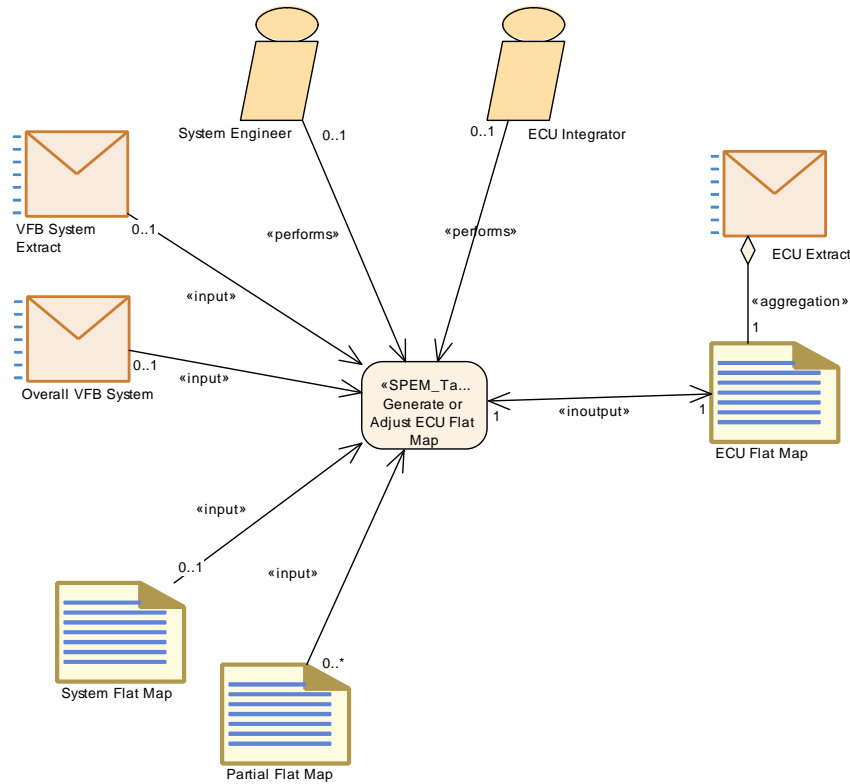 System Engineer
0..1
0..1
ECU Integrator
VFB System
Extract
0..1
«performs»
«performs»
ECU Extract
«input»
«aggregation»
1
Overall VFB System
0..1
«input»
«SPEM_Ta...
Generate or
Adjust ECU Flat
Map
1
«inoutput»
1
ECU Flat Map
«input»
0..1
«input»
System Flat Map
0..*
Partial Flat Map